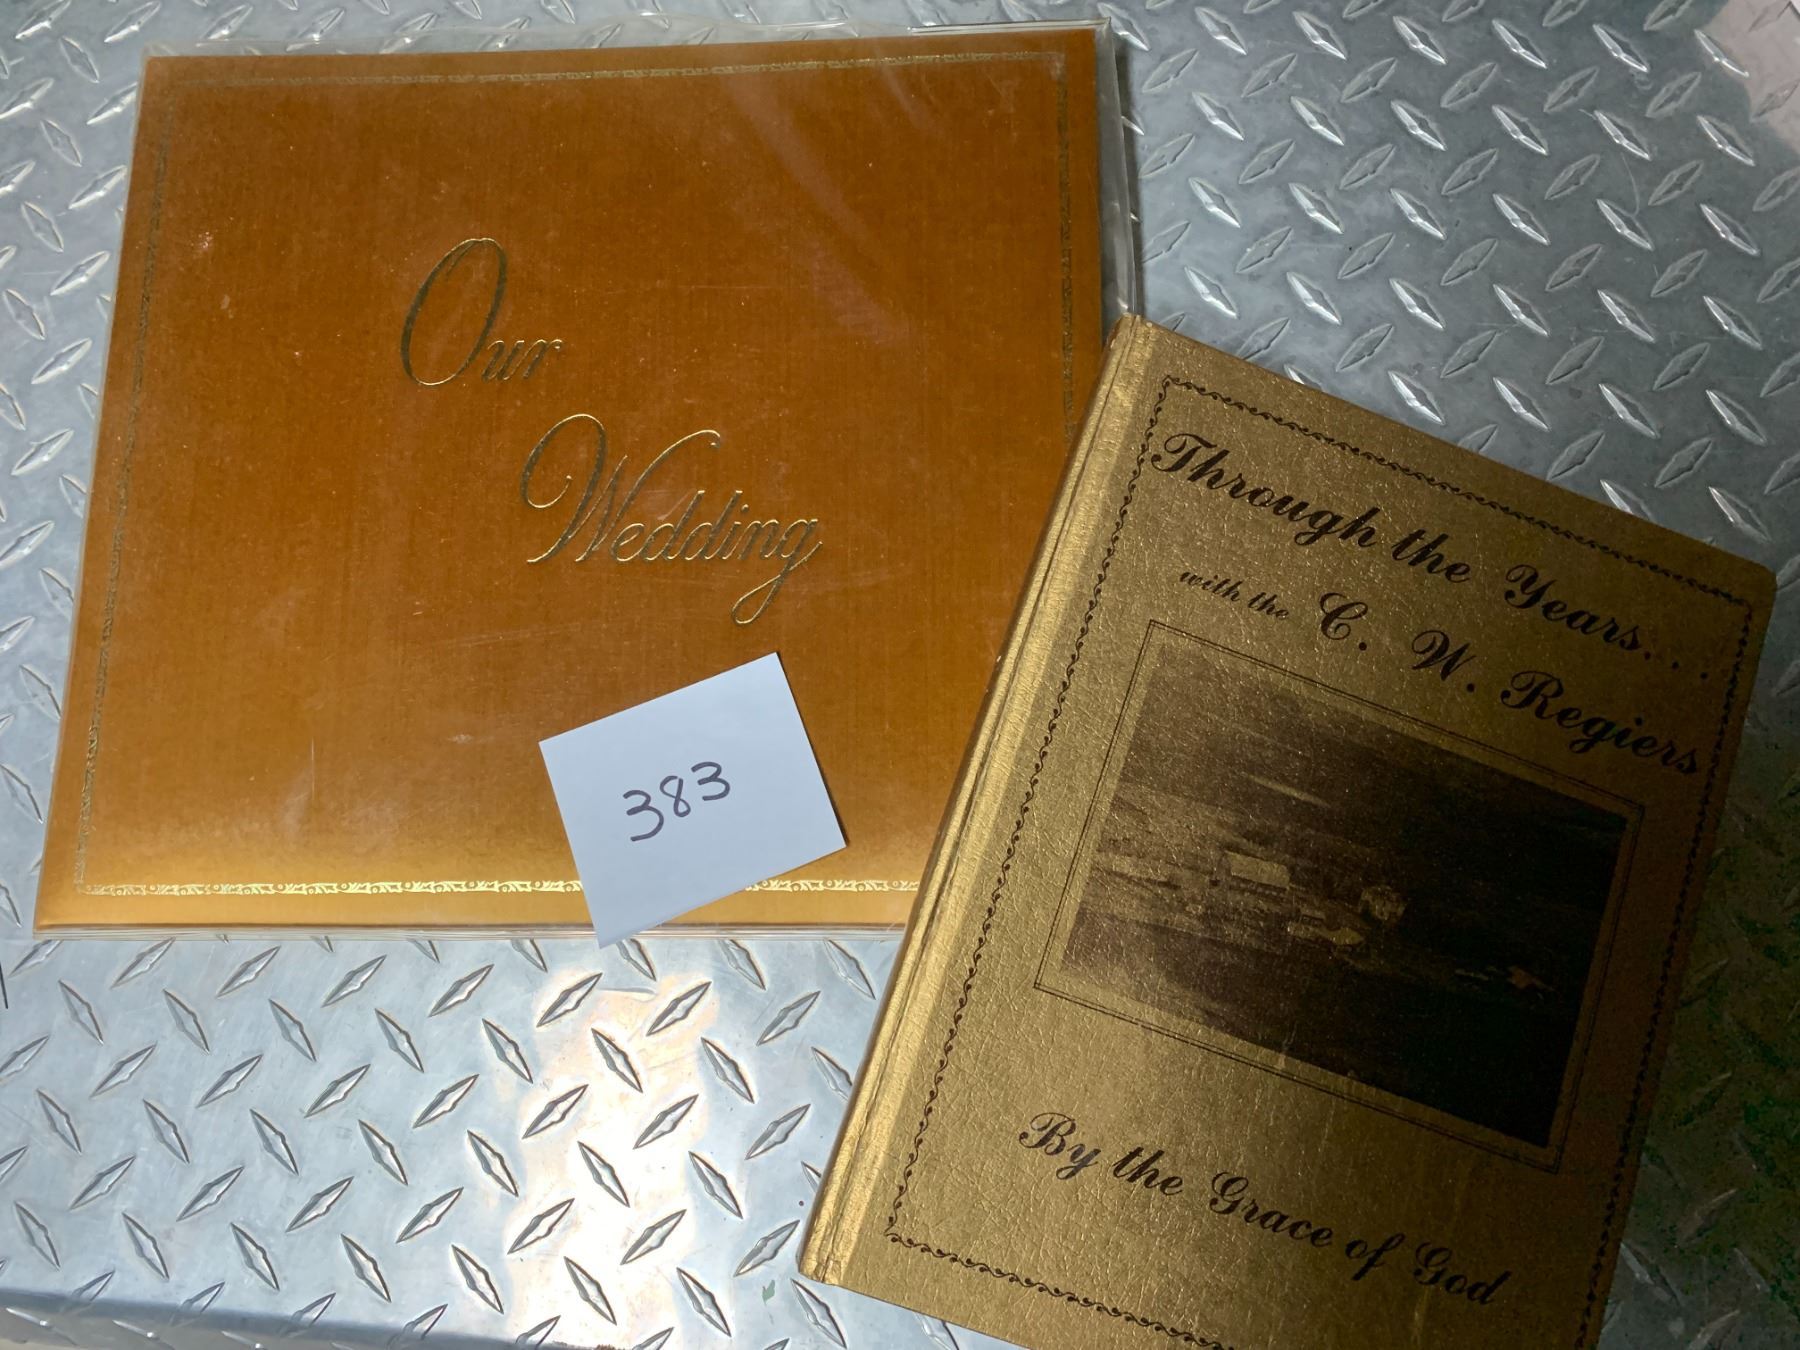 Our
Wedding
383
Through the Years...
with the C. W. Regiers
By the Grace of God